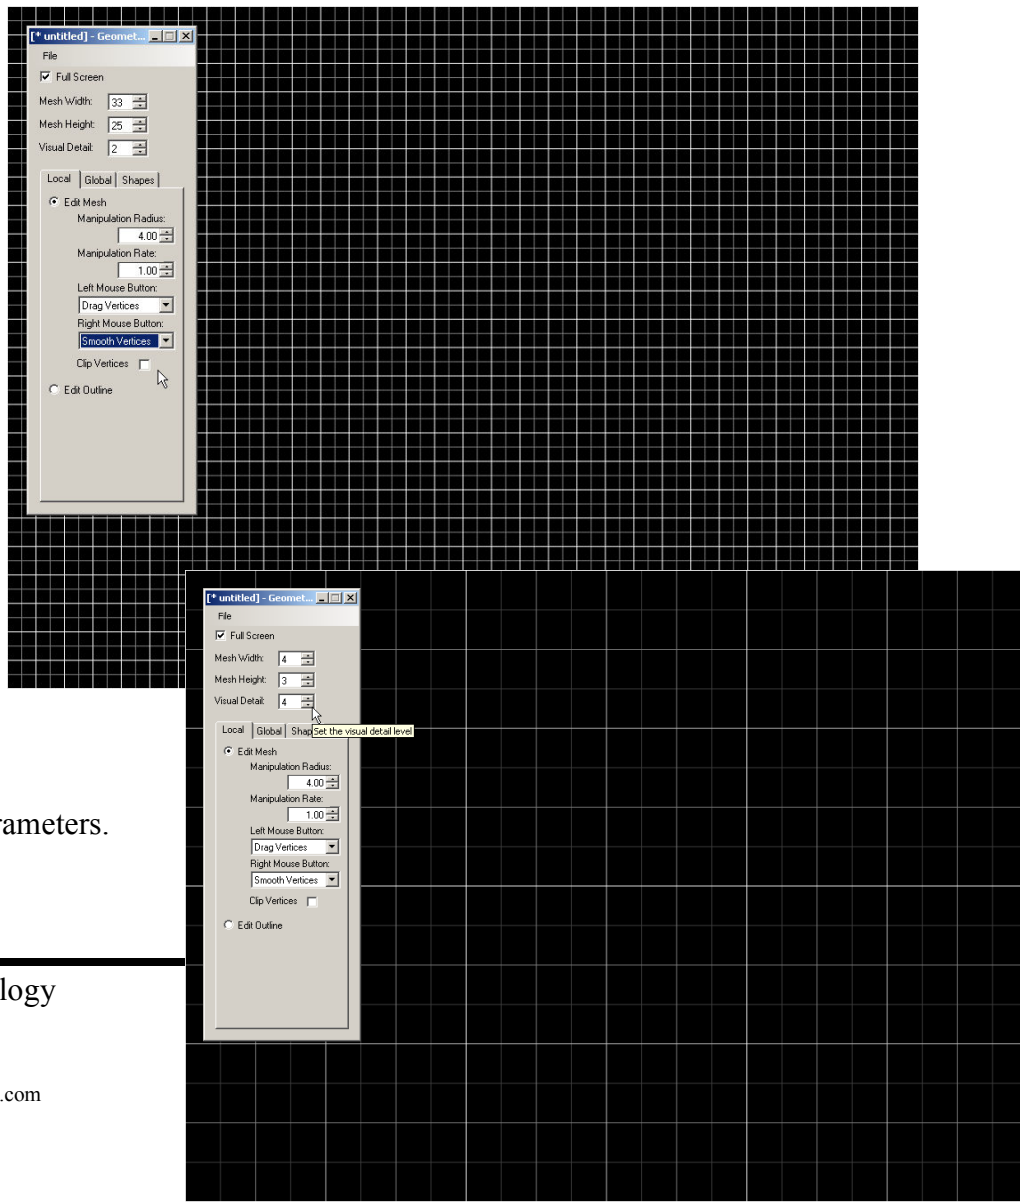 [* untitled] - Geomet...
File
Full Screen
Mesh Width: 33
Mesh Height: 25
Visual Detail: 2
Local Global Shapes
Edit Mesh
Manipulation Radius:
4.00
Manipulation Rate:
1.00
Left Mouse Button:
Drag Vertices
Right Mouse Button:
Smooth Vertices
Clip Vertices
Edit Outline
[* untitled] - Geomet...
File
Full Screen
Mesh Width: 4
Mesh Height: 3
Visual Detail: 4
Set the visual detail level
Local Global Shap
Edit Mesh
Manipulation Radius:
4.00
Manipulation Rate:
1.00
Left Mouse Button:
Drag Vertices
Right Mouse Button:
Smooth Vertices
Clip Vertices
Edit Outline
rameters.
logy
.com